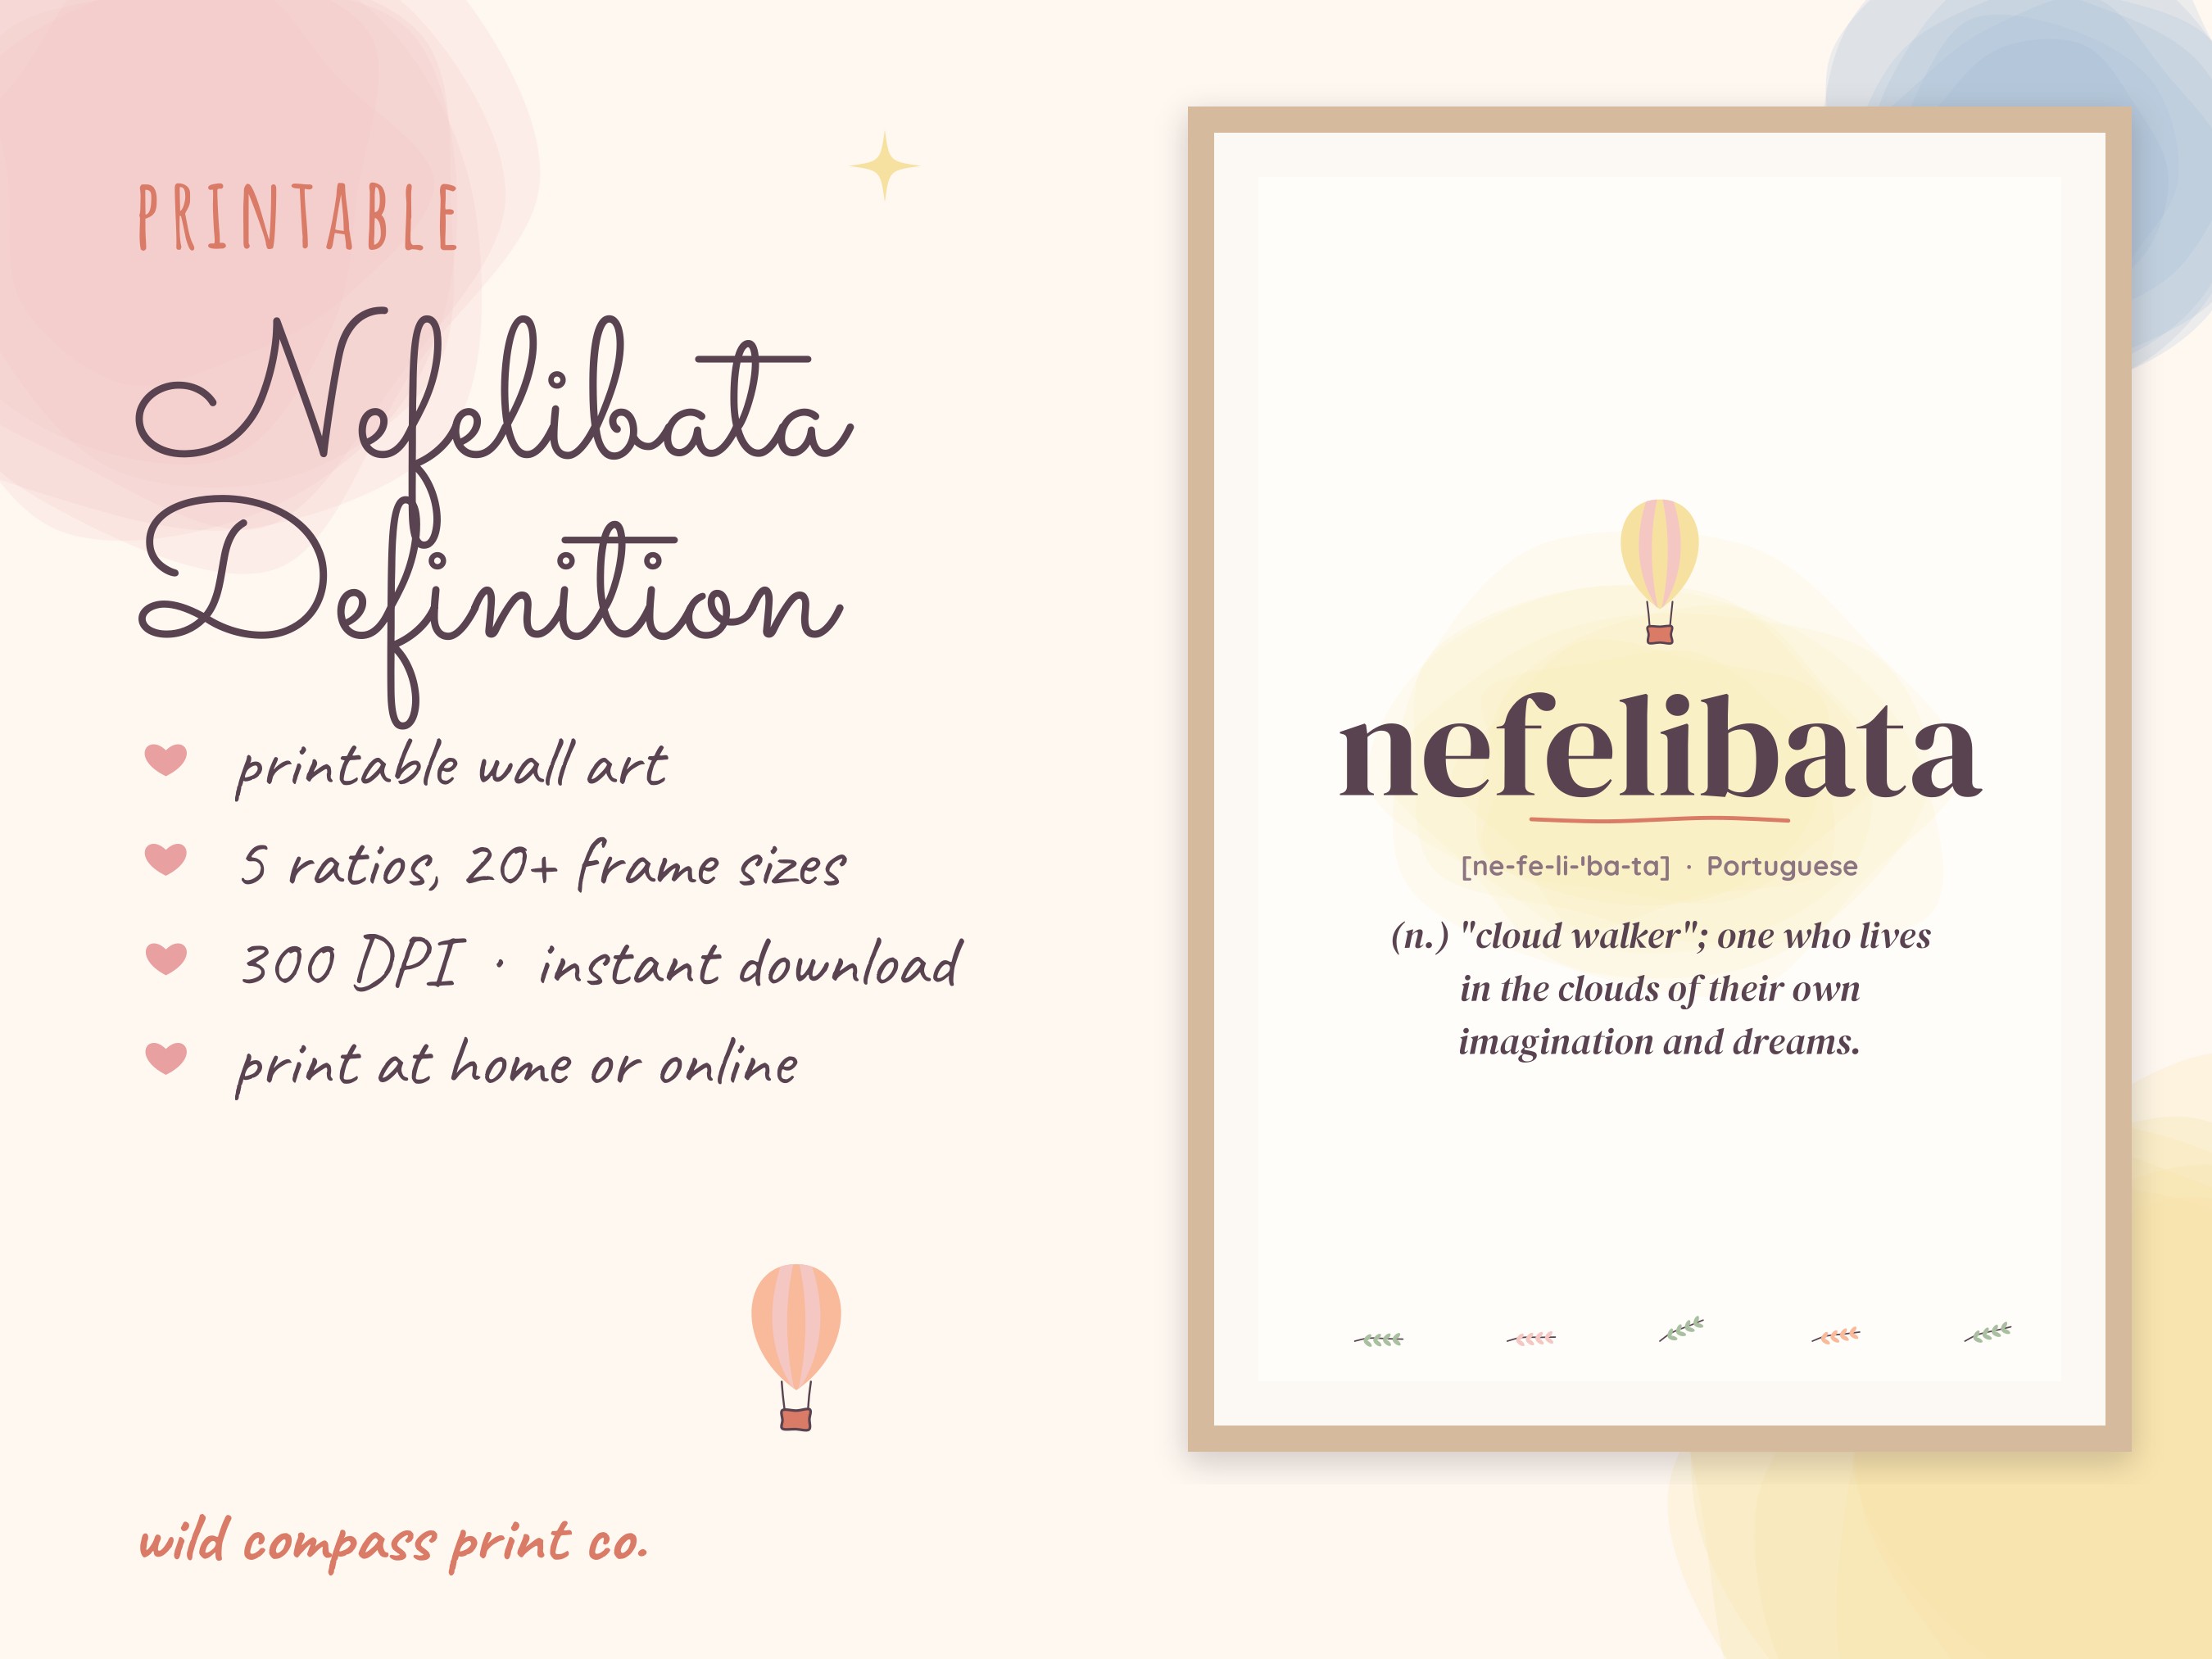 PRINTABLE
Nefelibata
Definition
printable wall art
5 ratios, 20+ frame sizes
300 DPI · instant download
print at home or online
wild compass print co.
nefelibata
[ne-fe-li-'ba-ta] · Portuguese
(n.) "cloud walker"; one who lives
in the clouds of their own
imagination and dreams.